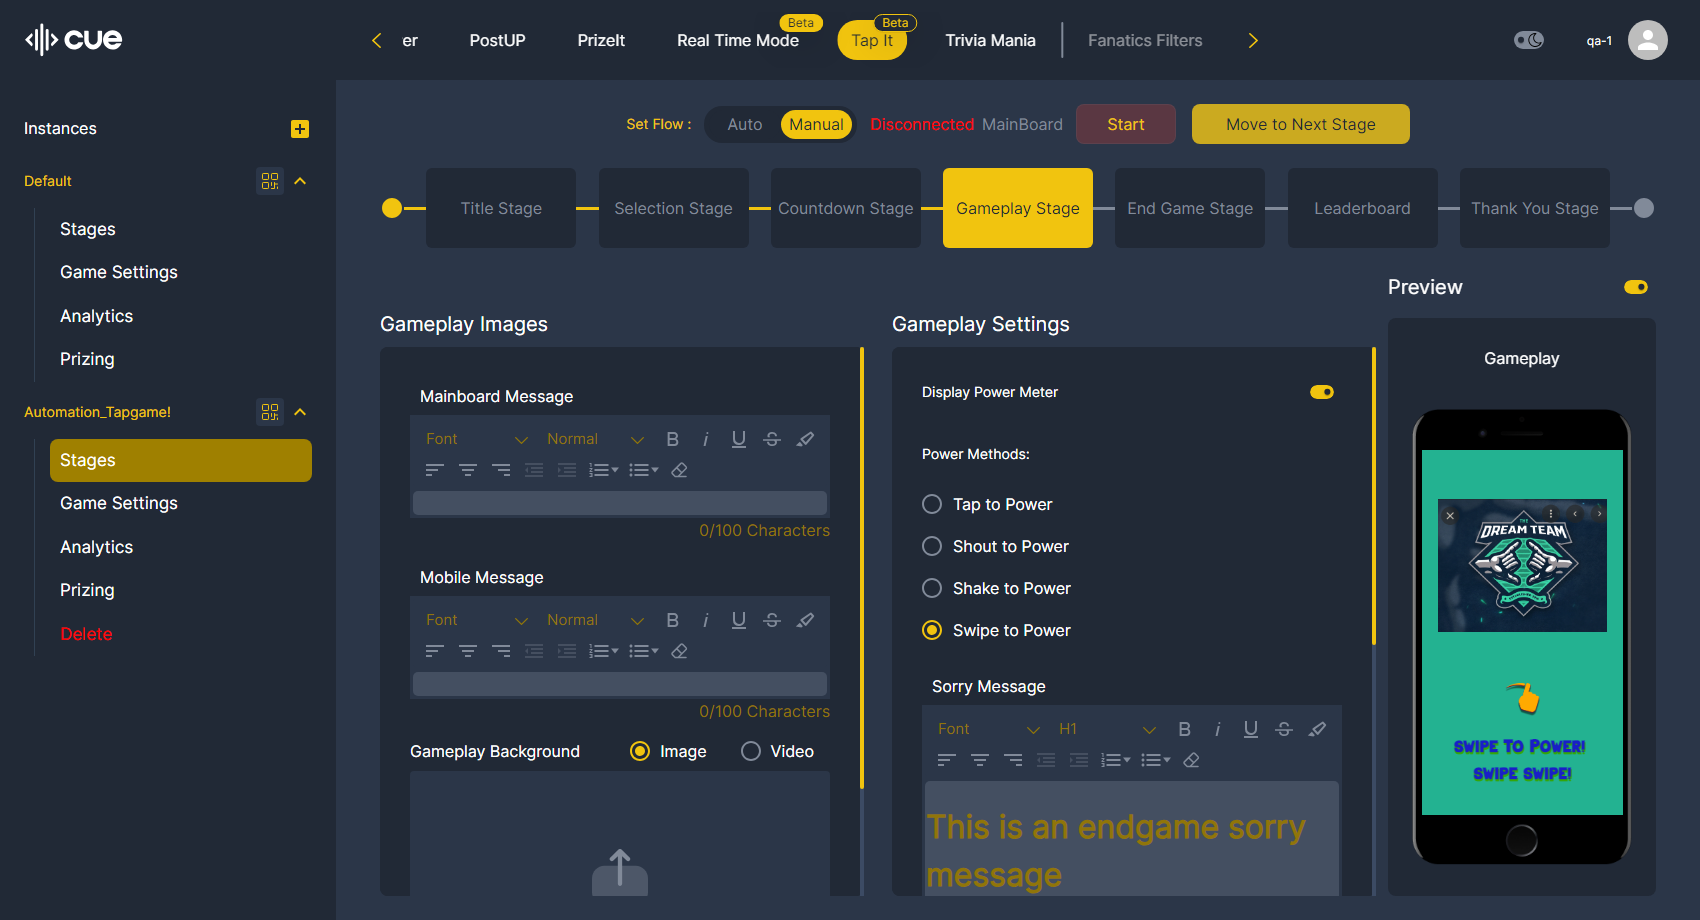 cue
er
PostUP
PrizeIt
Real Time Mode
Beta
Tap It
Beta
Trivia Mania
Fanatics Filters
qa-1
Instances
Default
Stages
Game Settings
Analytics
Prizing
Automation_Tapgame!
Stages
Game Settings
Analytics
Prizing
Delete
Set Flow :
Auto
Manual
Disconnected MainBoard
Start
Move to Next Stage
Title Stage
Selection Stage
Countdown Stage
Gameplay Stage
End Game Stage
Leaderboard
Thank You Stage
Gameplay Images
Mainboard Message
Font
Normal
B i U S
0/100 Characters
Mobile Message
Font
Normal
B i U S
0/100 Characters
Gameplay Background
Image
Video
Gameplay Settings
Display Power Meter
Power Methods:
Tap to Power
Shout to Power
Shake to Power
Swipe to Power
Sorry Message
Font
H1
B i U S
This is an endgame sorry
message
Preview
Gameplay
THE
DREAM TEAM
SWIPE TO POWER!
SWIPE SWIPE!